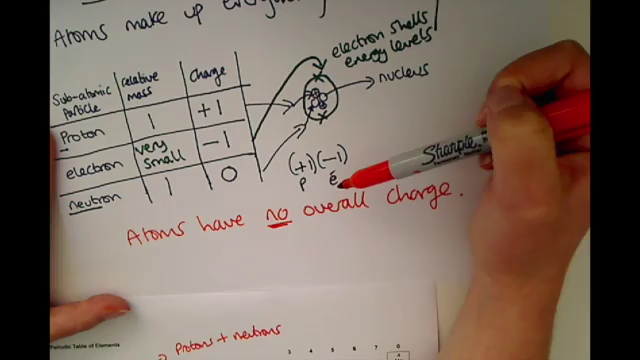 Atoms make up
electron shells
energy levels
Sub-atomic particle
relative mass
Charge
nucleus
Proton
1
+1
electron
very small
-1
neutron
1
0
(+1)(-1)
p
e
Atoms have no overall charge.
Sharpie
Periodic Table of Elements
Protons + neutrons
3 4 5 6 7 0